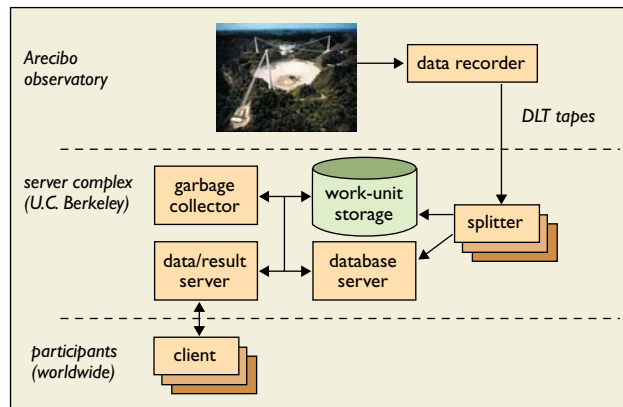 Arecibo
observatory
data recorder
DLT tapes
server complex
(U.C. Berkeley)
garbage
collector
work-unit
storage
splitter
data/result
server
database
server
participants
(worldwide)
client